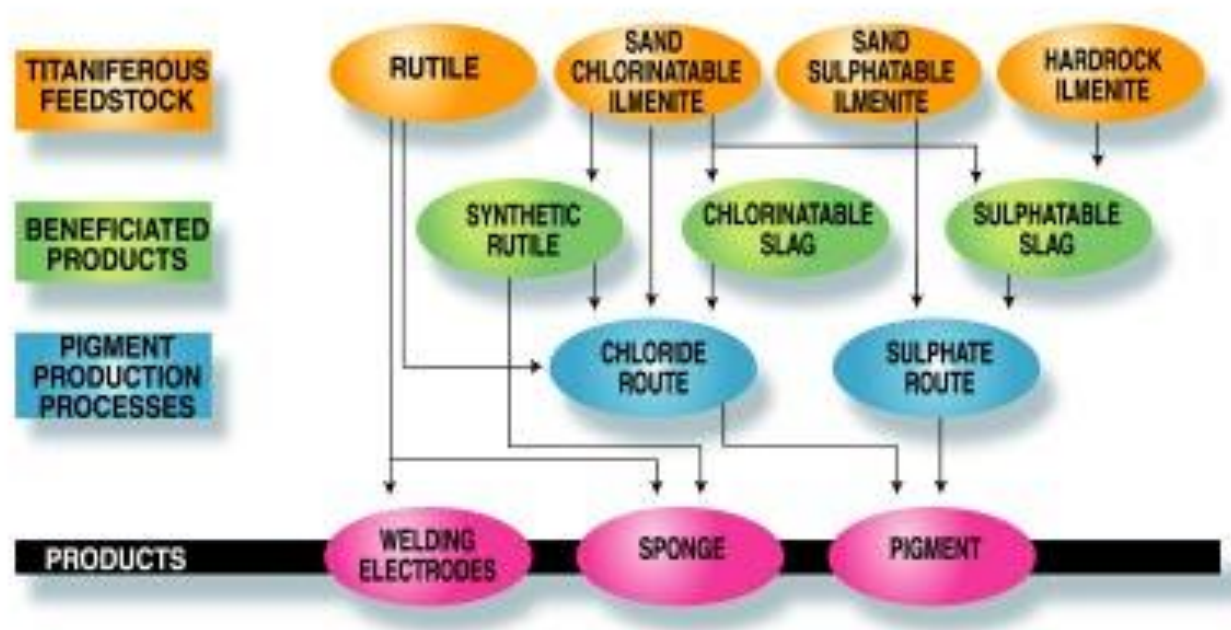 TITANIFEROUS
FEEDSTOCK
RUTILE
SAND
CHLORINATABLE
ILMENITE
SAND
SULPHATABLE
ILMENITE
HARDROCK
ILMENITE
BENEFICIATED
PRODUCTS
SYNTHETIC
RUTILE
CHLORINATABLE
SLAG
SULPHATABLE
SLAG
PIGMENT
PRODUCTION
PROCESSES
CHLORIDE
ROUTE
SULPHATE
ROUTE
PRODUCTS
WELDING
ELECTRODES
SPONGE
PIGMENT